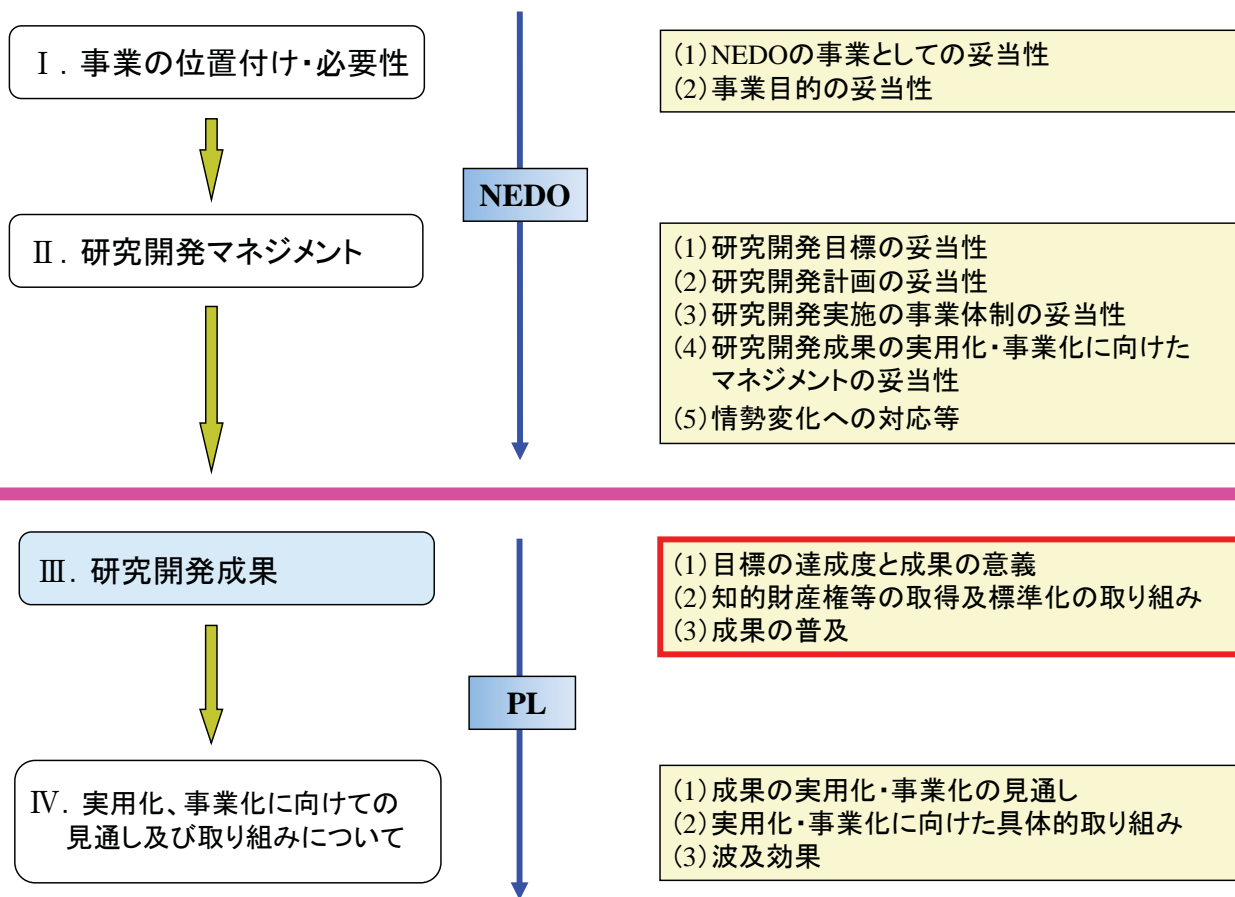 Ⅰ. 事業の位置付け・必要性
(1)NEDOの事業としての妥当性
(2)事業目的の妥当性
NEDO
Ⅱ. 研究開発マネジメント
(1)研究開発目標の妥当性
(2)研究開発計画の妥当性
(3)研究開発実施の事業体制の妥当性
(4)研究開発成果の実用化・事業化に向けた
マネジメントの妥当性
(5)情勢変化への対応等
Ⅲ. 研究開発成果
(1)目標の達成度と成果の意義
(2)知的財産権等の取得及標準化の取り組み
(3)成果の普及
PL
Ⅳ. 実用化、事業化に向けての
見通し及び取り組みについて
(1)成果の実用化・事業化の見通し
(2)実用化・事業化に向けた具体的取り組み
(3)波及効果